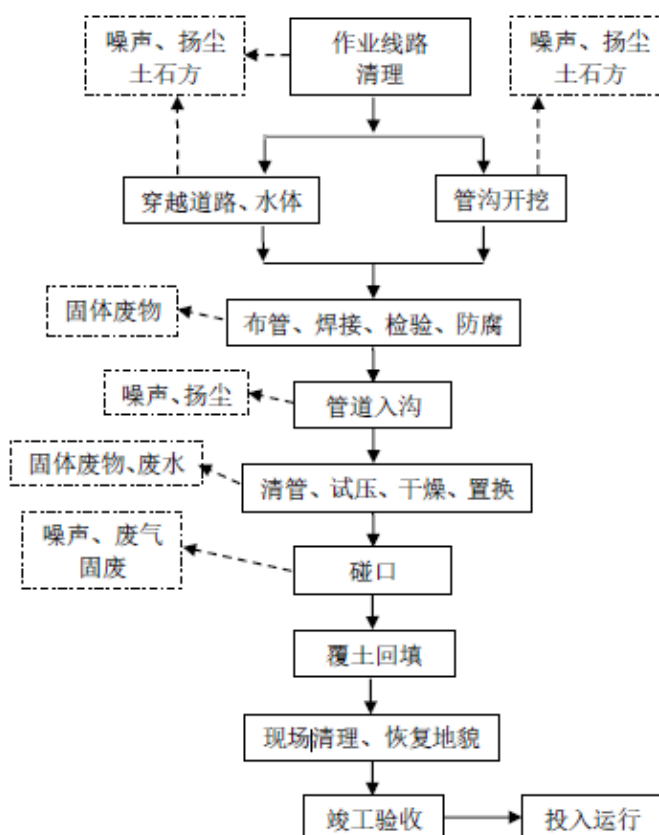 噪声、扬尘
土石方
作业线路
清理
噪声、扬尘
土石方
穿越道路、水体
管沟开挖
固体废物
布管、焊接、检验、防腐
噪声、扬尘
管道入沟
固体废物、废水
清管、试压、干燥、置换
噪声、废气
固废
碰口
覆土回填
现场清理、恢复地貌
竣工验收
投入运行